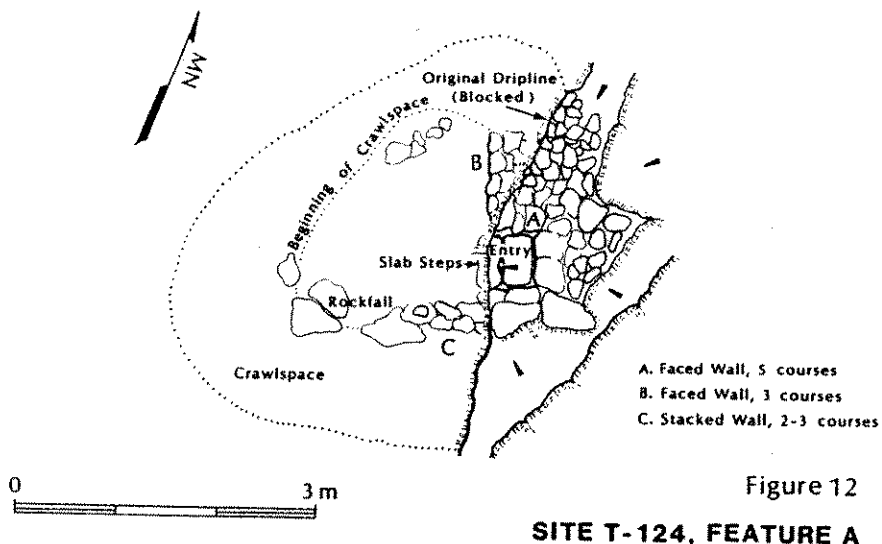 MN
Original Dripline
(Blocked)
Beginning of Crawlspace
B
A
Entry
Slab Steps
Rockfall
C
Crawlspace
A. Faced Wall, 5 courses
B. Faced Wall, 3 courses
C. Stacked Wall, 2-3 courses
0 3 m
Figure 12
SITE T-124, FEATURE A